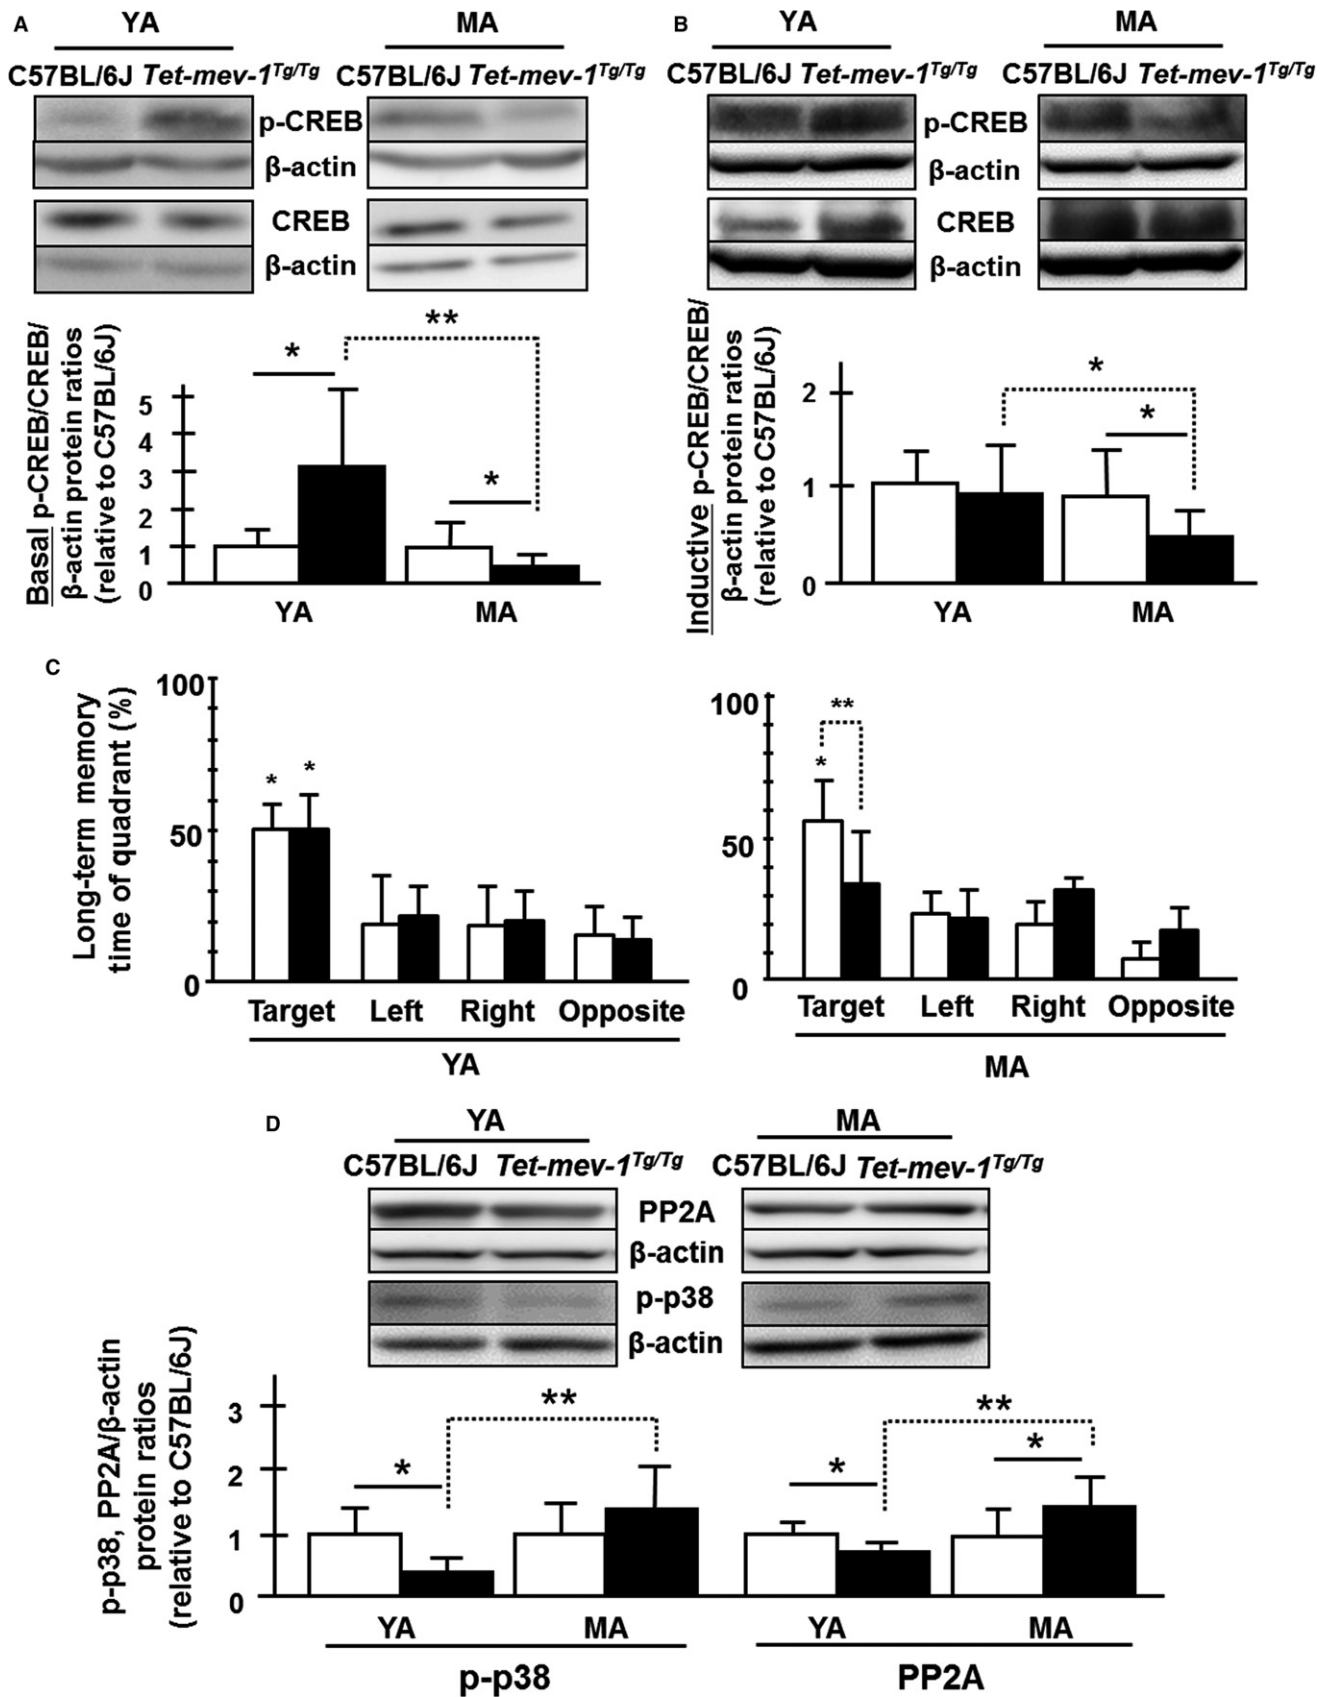 A
YA
MA
C57BL/6J Tet-mev-1Tg/Tg
C57BL/6J Tet-mev-1Tg/Tg
p-CREB
β-actin
CREB
β-actin
Basal p-CREB/CREB/
β-actin protein ratios
(relative to C57BL/6J)
5
4
3
2
1
0
*
**
*
YA
MA
B
YA
MA
C57BL/6J Tet-mev-1Tg/Tg
C57BL/6J Tet-mev-1Tg/Tg
p-CREB
β-actin
CREB
β-actin
Inductive p-CREB/CREB/
β-actin protein ratios
(relative to C57BL/6J)
2
1
0
*
*
YA
MA
C
Long-term memory
time of quadrant (%)
100
50
0
*
*
Target Left Right Opposite
YA
100
50
0
**
*
Target Left Right Opposite
MA
D
YA
MA
C57BL/6J Tet-mev-1Tg/Tg
C57BL/6J Tet-mev-1Tg/Tg
PP2A
β-actin
p-p38
β-actin
p-p38, PP2A/β-actin
protein ratios
(relative to C57BL/6J)
3
2
1
0
*
**
*
**
*
YA
MA
YA
MA
p-p38
PP2A